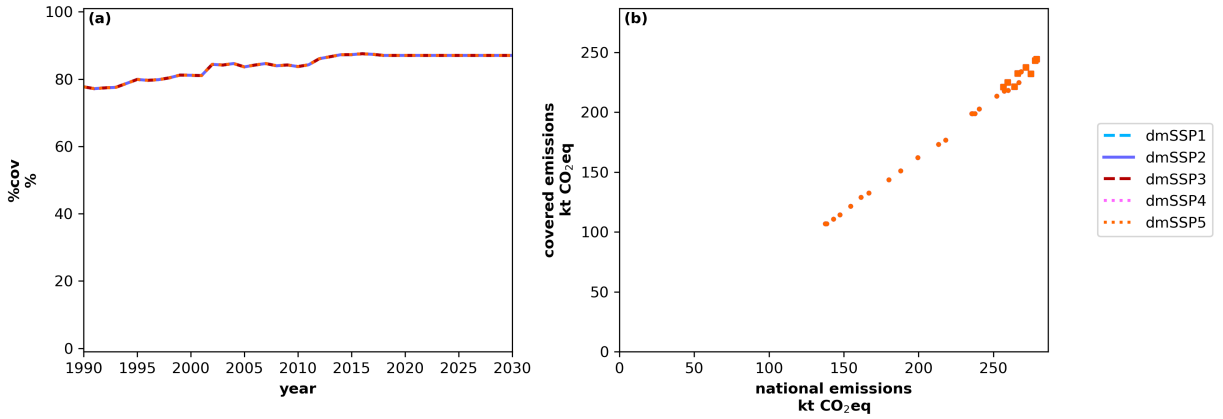 (a)
100
80
60
40
20
0
%cov
%
1990 1995 2000 2005 2010 2015 2020 2025 2030
year
(b)
250
200
150
100
50
0
covered emissions
kt CO₂eq
0 50 100 150 200 250
national emissions
kt CO₂eq
dmSSP1
dmSSP2
dmSSP3
dmSSP4
dmSSP5